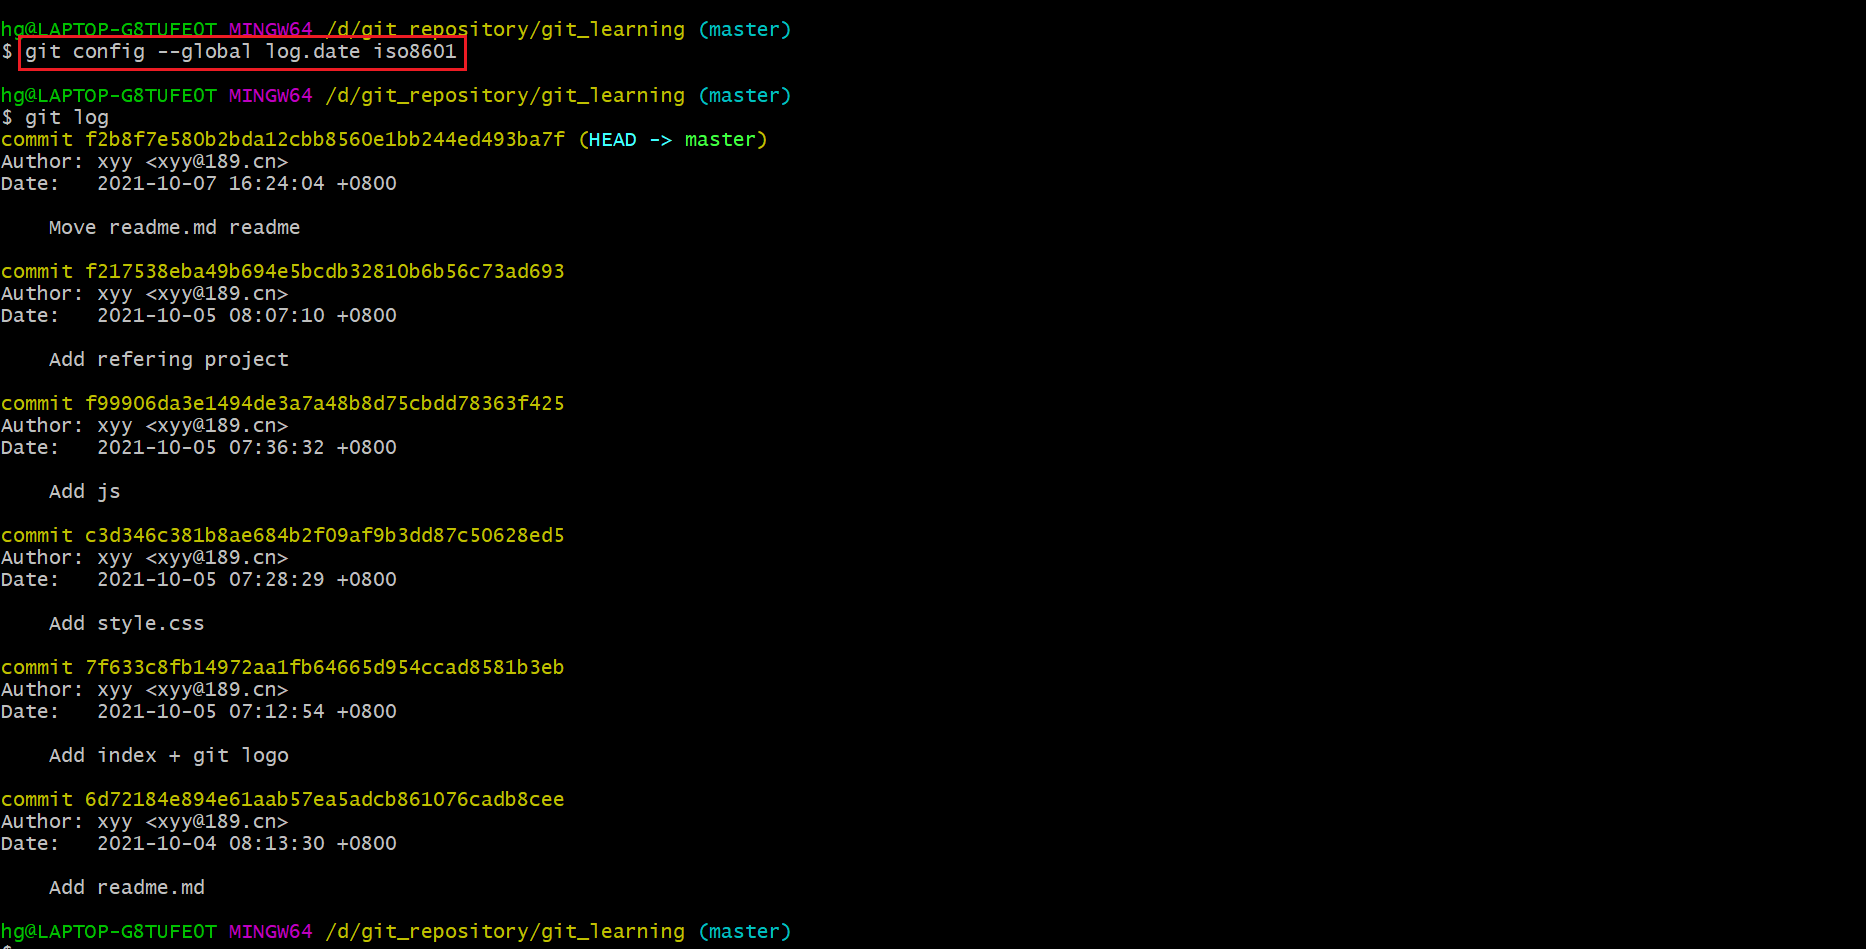 hg@LAPTOP-G8TUFE0T MINGW64 /d/git_repository/git_learning (master)
$ git config --global log.date iso8601
hg@LAPTOP-G8TUFE0T MINGW64 /d/git_repository/git_learning (master)
$ git log
commit f2b8f7e580b2bda12cbb8560e1bb244ed493ba7f (HEAD -> master)
Author: xyy <xyy@189.cn>
Date:   2021-10-07 16:24:04 +0800
    Move readme.md readme
commit f217538eba49b694e5bcdb32810b6b56c73ad693
Author: xyy <xyy@189.cn>
Date:   2021-10-05 08:07:10 +0800
    Add refering project
commit f99906da3e1494de3a7a48b8d75cbdd78363f425
Author: xyy <xyy@189.cn>
Date:   2021-10-05 07:36:32 +0800
    Add js
commit c3d346c381b8ae684b2f09af9b3dd87c50628ed5
Author: xyy <xyy@189.cn>
Date:   2021-10-05 07:28:29 +0800
    Add style.css
commit 7f633c8fb14972aa1fb64665d954ccad8581b3eb
Author: xyy <xyy@189.cn>
Date:   2021-10-05 07:12:54 +0800
    Add index + git logo
commit 6d72184e894e61aab57ea5adcb861076cadb8cee
Author: xyy <xyy@189.cn>
Date:   2021-10-04 08:13:30 +0800
    Add readme.md
hg@LAPTOP-G8TUFE0T MINGW64 /d/git_repository/git_learning (master)
$